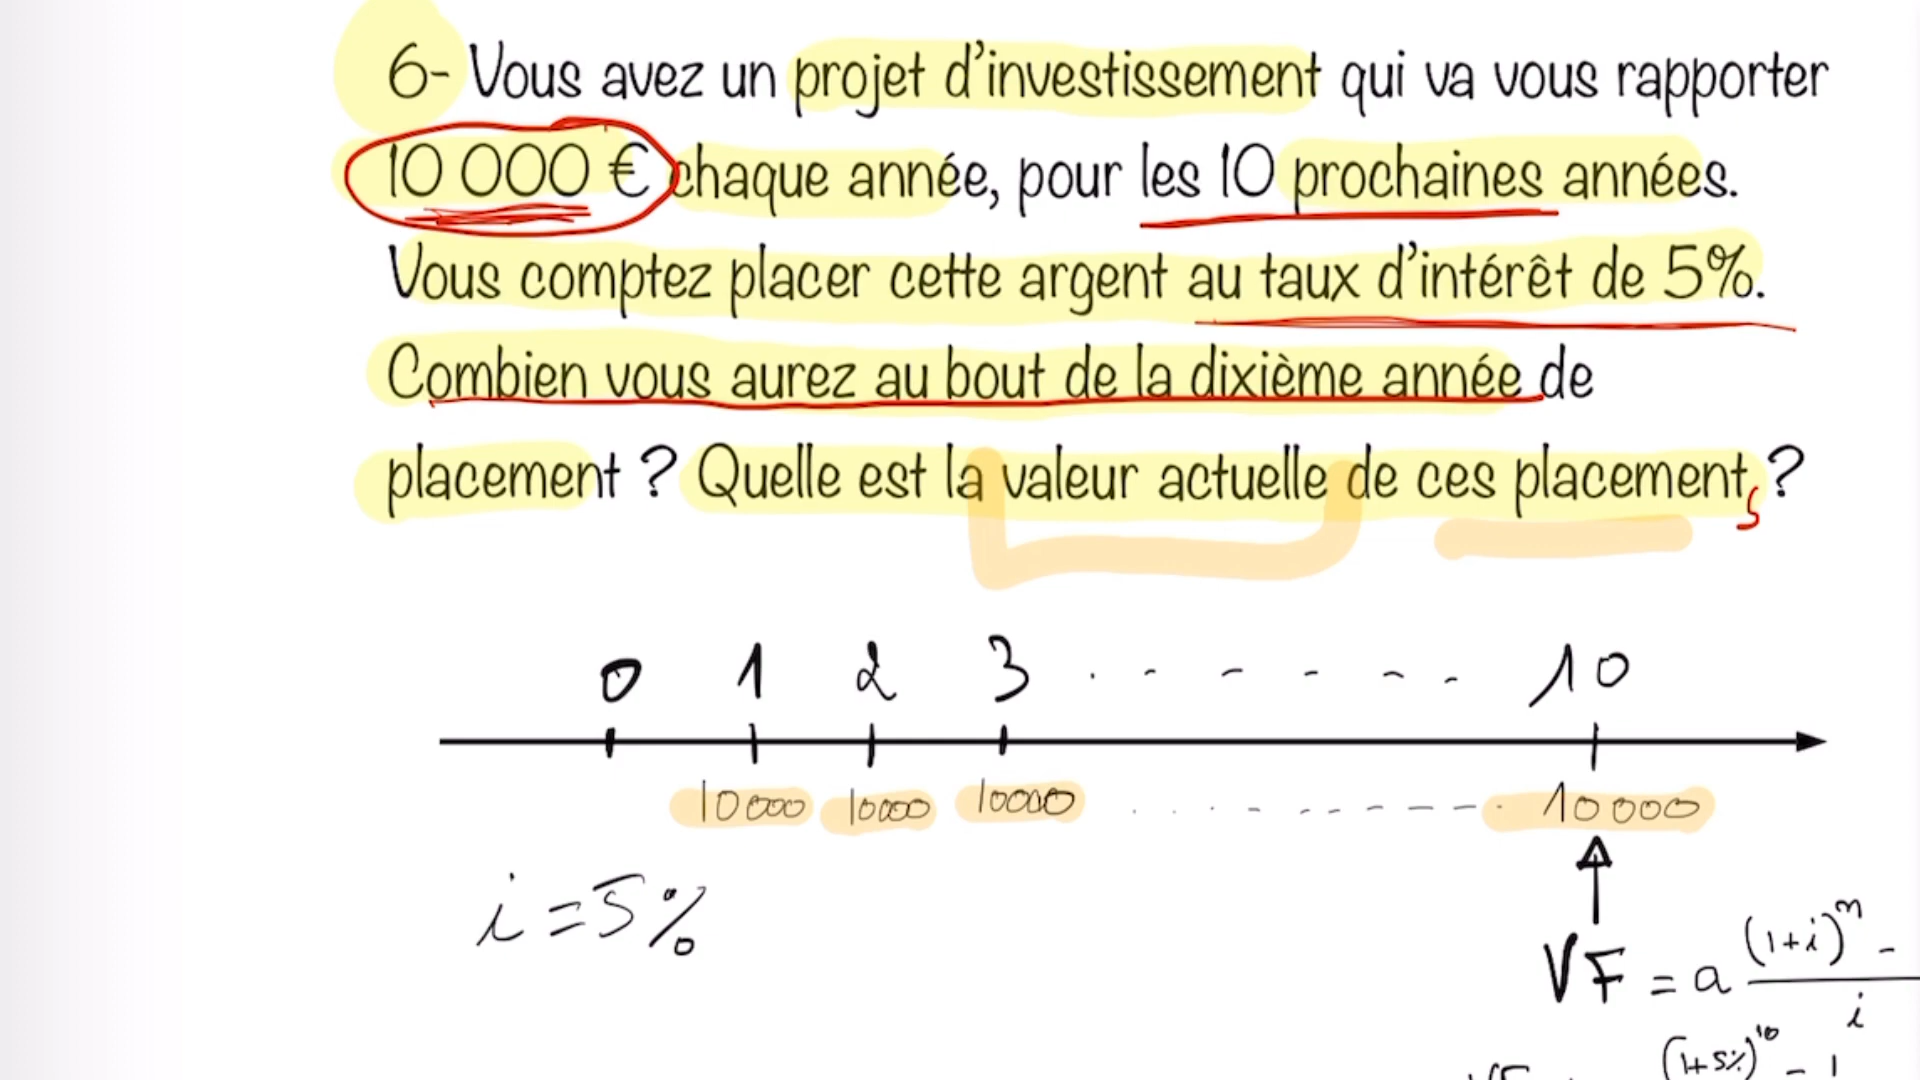 6- Vous avez un projet d'investissement qui va vous rapporter
10 000 € chaque année, pour les 10 prochaines années.
Vous comptez placer cette argent au taux d'intérêt de 5%.
Combien vous aurez au bout de la dixième année de
placement ? Quelle est la valeur actuelle de ces placements ?
0 1 2 3 . - - - - - 10
10000 10000 10000 . . - - - - - - 10000
i = 5%
VF = a (1+i)^n -
i
(1+5%)^10 - 1